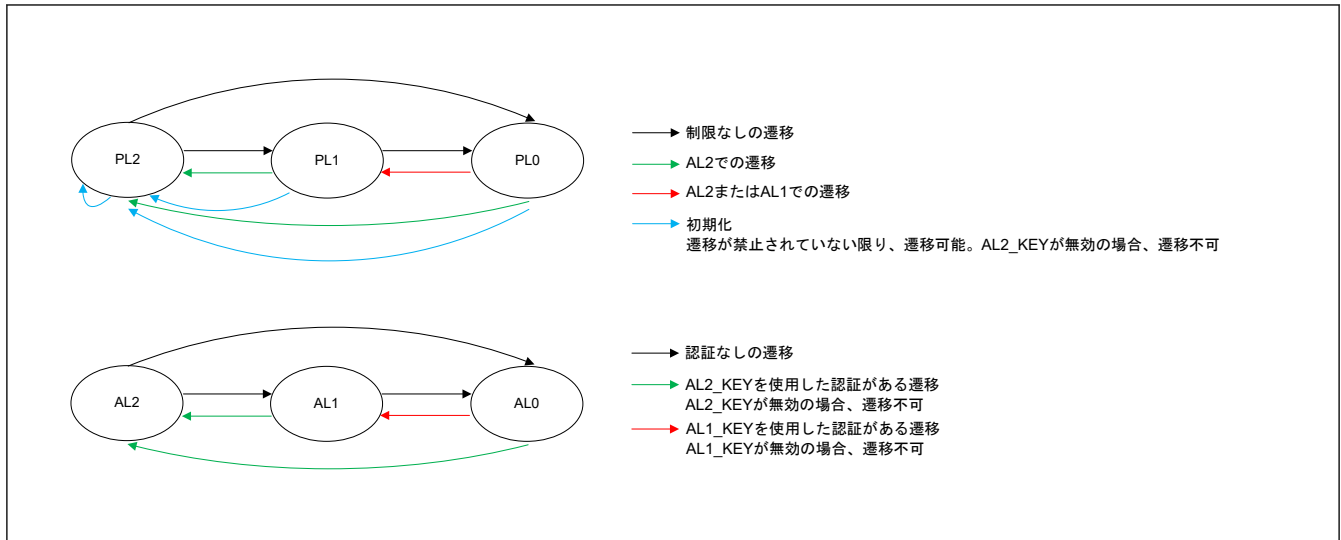 PL2
PL1
PL0
制限なしの遷移
AL2での遷移
AL2またはAL1での遷移
初期化
遷移が禁止されていない限り、遷移可能。AL2_KEYが無効の場合、遷移不可
AL2
AL1
AL0
認証なしの遷移
AL2_KEYを使用した認証がある遷移
AL2_KEYが無効の場合、遷移不可
AL1_KEYを使用した認証がある遷移
AL1_KEYが無効の場合、遷移不可